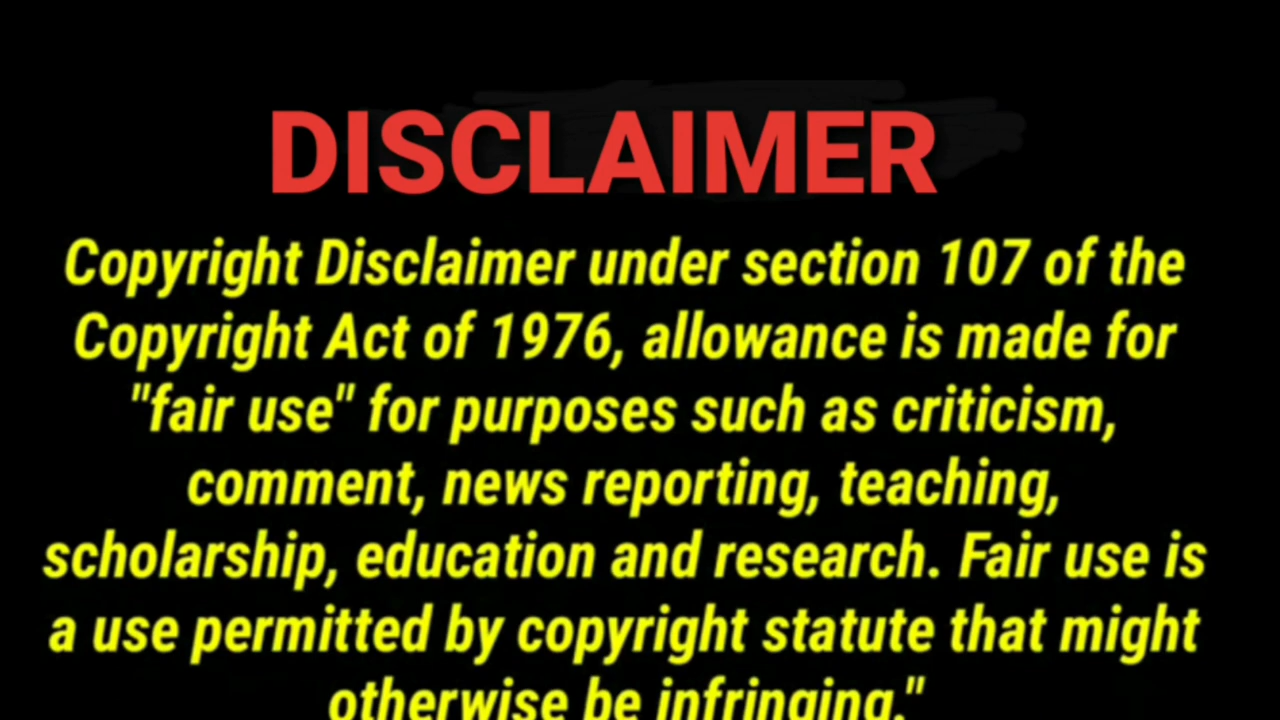 DISCLAIMER
Copyright Disclaimer under section 107 of the
Copyright Act of 1976, allowance is made for
"fair use" for purposes such as criticism,
comment, news reporting, teaching,
scholarship, education and research. Fair use is
a use permitted by copyright statute that might
otherwise be infringing."